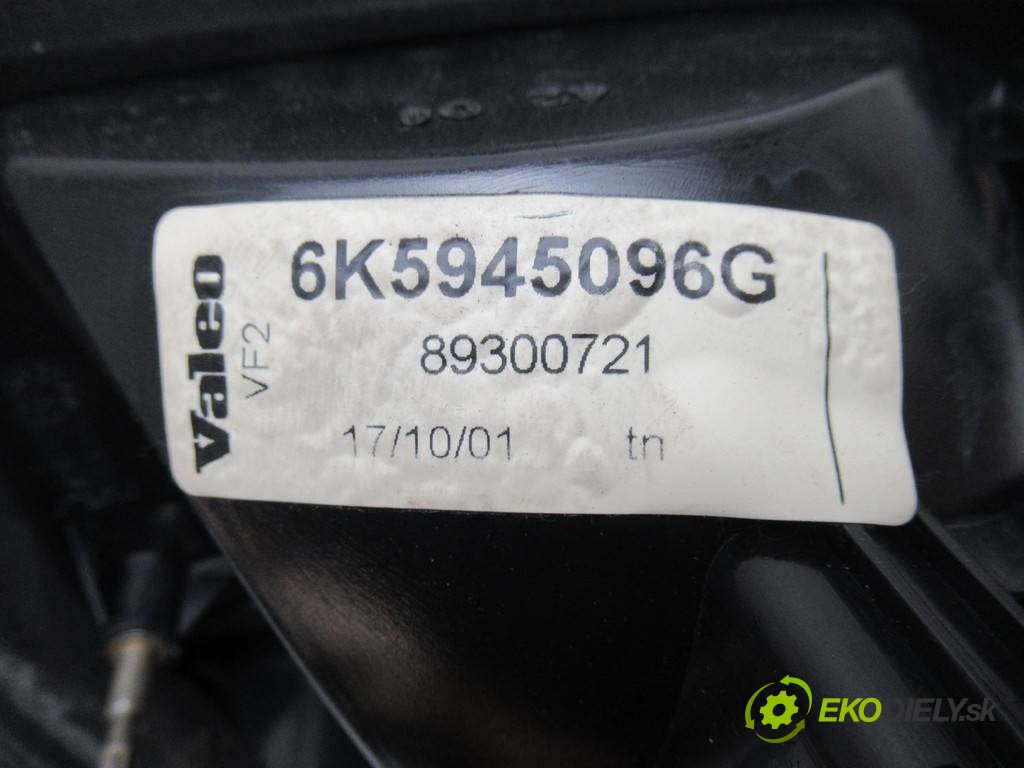 6K5945096G
Valeo
VF2
89300721
17/10/01 tn
EKODIELY.sk